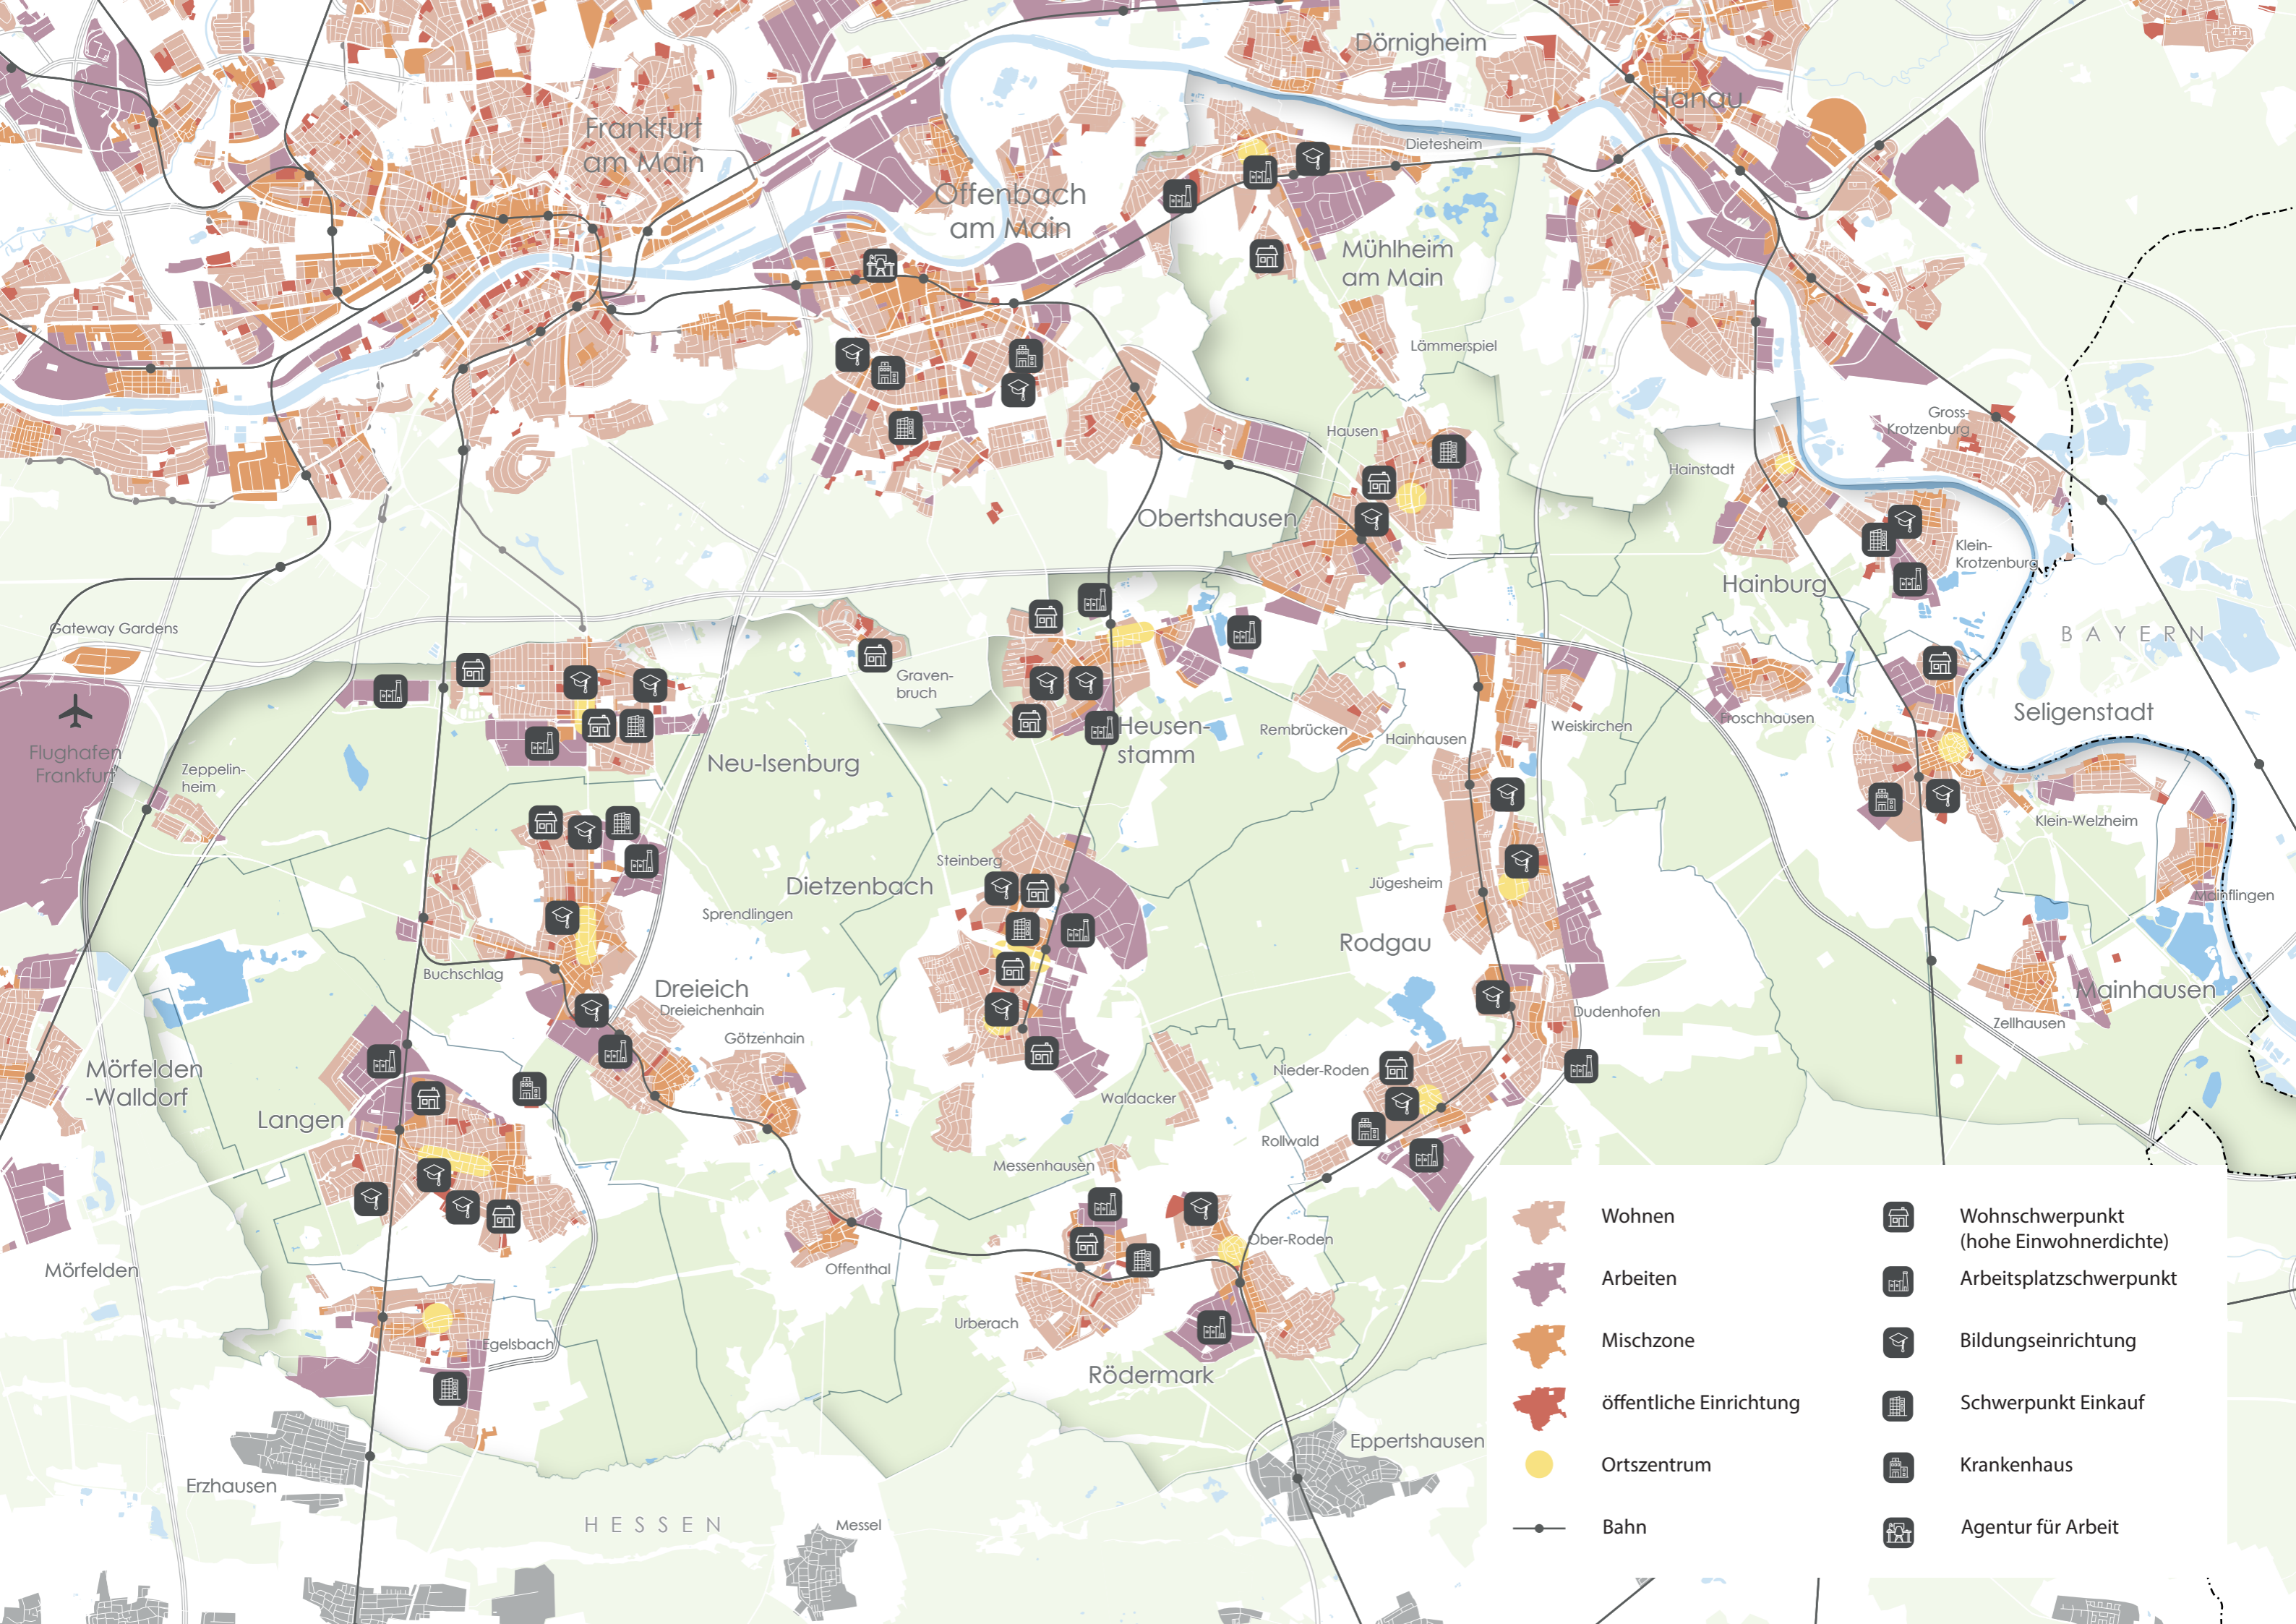 Dörnigheim
Hanau
Frankfurt
am Main
Dietesheim
Offenbach
am Main
Mühlheim
am Main
Lämmerspiel
Gross-
Krotzenburg
Hausen
Hainstadt
Obertshausen
Klein-
Krotzenburg
Hainburg
Gateway Gardens
BAYERN
Graven-
bruch
Seligenstadt
Froschhausen
Weiskirchen
Rembrücken
Heusen-
stamm
Hainhausen
Flughafen
Frankfurt
Neu-Isenburg
Zeppelin-
heim
Klein-Welzheim
Steinberg
Dietzenbach
Jügesheim
Mainflingen
Sprendlingen
Rodgau
Buchschlag
Dreieich
Dreieichenhain
Mainhausen
Dudenhofen
Zellhausen
Götzenhain
Mörfelden
-Walldorf
Nieder-Roden
Waldacker
Langen
Rollwald
Messenhausen
Ober-Roden
Offenthal
Mörfelden
Urberach
Egelsbach
Rödermark
Eppertshausen
Erzhausen
HESSEN
Messel
Wohnen
Arbeiten
Mischzone
öffentliche Einrichtung
Ortszentrum
Bahn
Wohnschwerpunkt
(hohe Einwohnerdichte)
Arbeitsplatzschwerpunkt
Bildungseinrichtung
Schwerpunkt Einkauf
Krankenhaus
Agentur für Arbeit